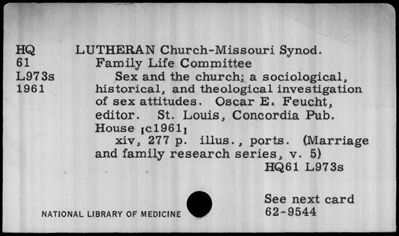 HQ LUTHERAN Church-Missouri Synod.
61 Family Life Committee
L973s Sex and the church; a sociological,
1961 historical, and theological investigation
of sex attitudes. Oscar E. Feucht,
editor. St. Louis, Concordia Pub.
House [c1961]
xiv, 277 p. illus., ports. (Marriage
and family research series, v. 5)
HQ61 L973s
See next card
NATIONAL LIBRARY OF MEDICINE 62-9544